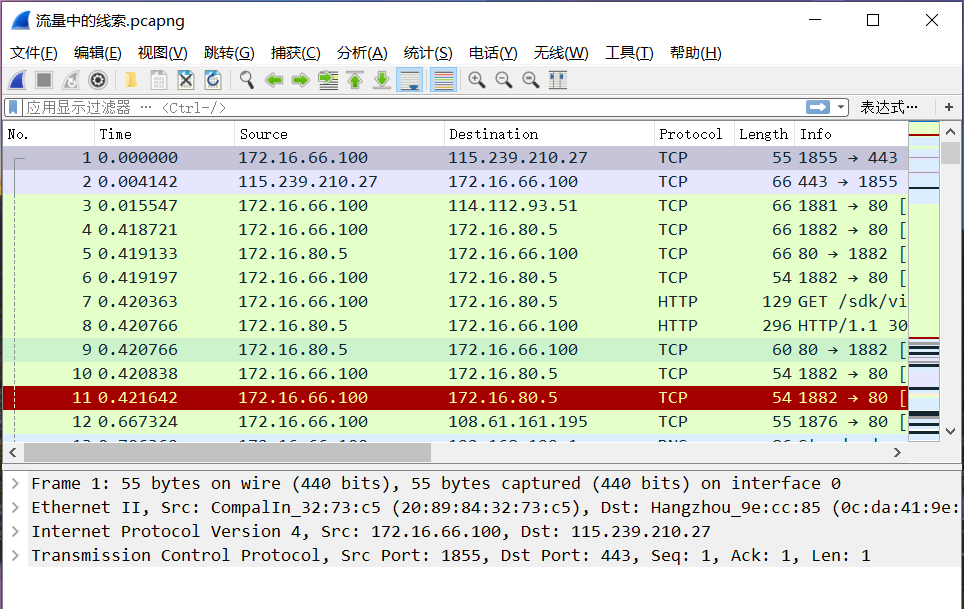 流量中的线索.pcapng
文件(F) 编辑(E) 视图(V) 跳转(G) 捕获(C) 分析(A) 统计(S) 电话(Y) 无线(W) 工具(T) 帮助(H)
应用显示过滤器 … <Ctrl-/> 表达式… +
No. Time Source Destination Protocol Length Info
1 0.000000 172.16.66.100 115.239.210.27 TCP 55 1855 → 443
2 0.004142 115.239.210.27 172.16.66.100 TCP 66 443 → 1855
3 0.015547 172.16.66.100 114.112.93.51 TCP 66 1881 → 80 [
4 0.418721 172.16.66.100 172.16.80.5 TCP 66 1882 → 80 [
5 0.419133 172.16.80.5 172.16.66.100 TCP 66 80 → 1882 [
6 0.419197 172.16.66.100 172.16.80.5 TCP 54 1882 → 80 [
7 0.420363 172.16.66.100 172.16.80.5 HTTP 129 GET /sdk/vi
8 0.420766 172.16.80.5 172.16.66.100 HTTP 296 HTTP/1.1 30
9 0.420766 172.16.80.5 172.16.66.100 TCP 60 80 → 1882 [
10 0.420838 172.16.66.100 172.16.80.5 TCP 54 1882 → 80 [
11 0.421642 172.16.66.100 172.16.80.5 TCP 54 1882 → 80 [
12 0.667324 172.16.66.100 108.61.161.195 TCP 55 1876 → 80 [
Frame 1: 55 bytes on wire (440 bits), 55 bytes captured (440 bits) on interface 0
Ethernet II, Src: CompalIn_32:73:c5 (20:89:84:32:73:c5), Dst: Hangzhou_9e:cc:85 (0c:da:41:9e:
Internet Protocol Version 4, Src: 172.16.66.100, Dst: 115.239.210.27
Transmission Control Protocol, Src Port: 1855, Dst Port: 443, Seq: 1, Ack: 1, Len: 1